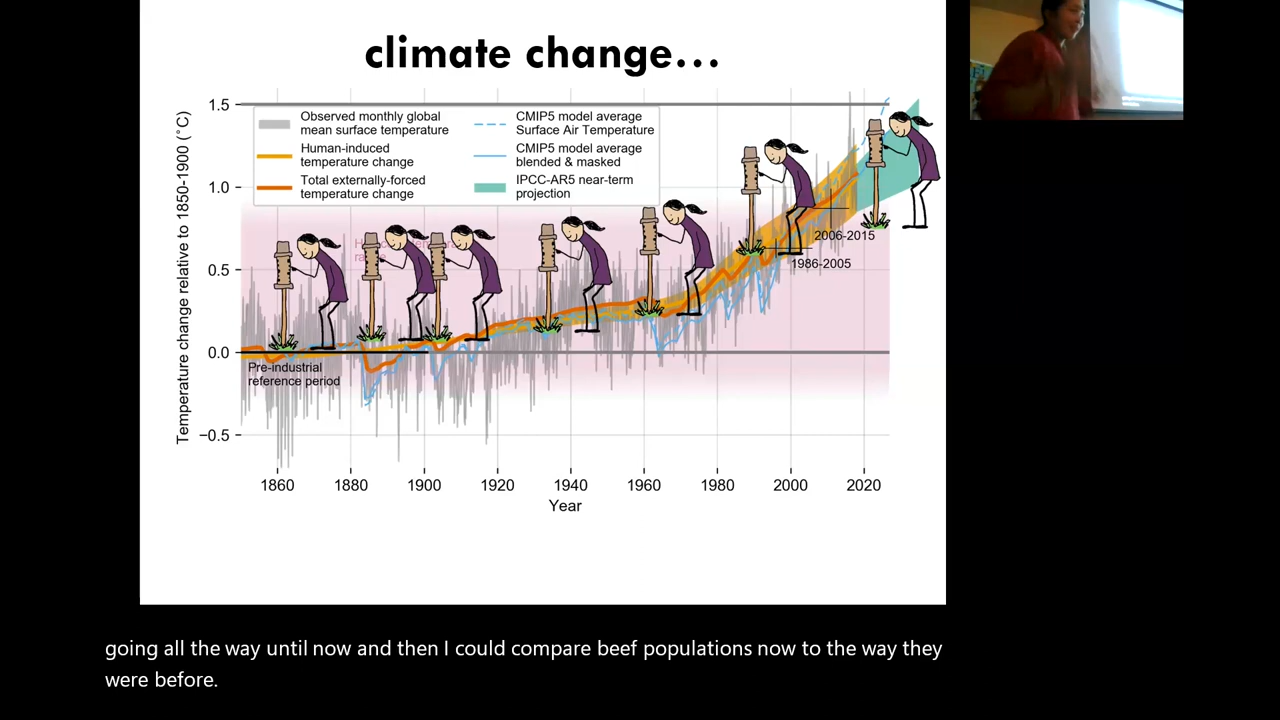 climate change...
Temperature change relative to 1850-1900 (°C)
1.5
1.0
0.5
0.0
−0.5
Observed monthly global
mean surface temperature
Human-induced
temperature change
Total externally-forced
temperature change
CMIP5 model average
Surface Air Temperature
CMIP5 model average
blended & masked
IPCC-AR5 near-term
projection
2006-2015
1986-2005
Pre-industrial
reference period
1860 1880 1900 1920 1940 1960 1980 2000 2020
Year
going all the way until now and then I could compare beef populations now to the way they
were before.